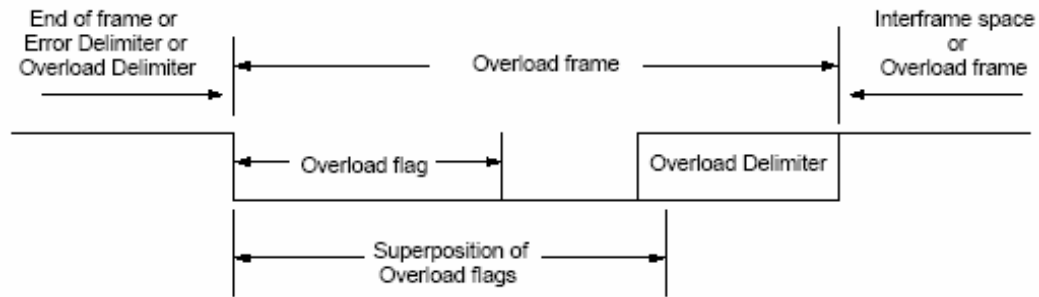 End of frame or
Error Delimiter or
Overload Delimiter
Overload frame
Interframe space
or
Overload frame
Overload flag
Overload Delimiter
Superposition of
Overload flags